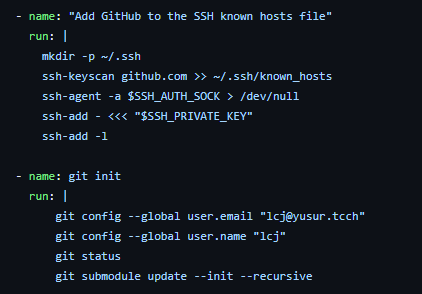 - name: "Add GitHub to the SSH known hosts file"
run: |
mkdir -p ~/.ssh
ssh-keyscan github.com >> ~/.ssh/known_hosts
ssh-agent -a $SSH_AUTH_SOCK > /dev/null
ssh-add - <<< "$SSH_PRIVATE_KEY"
ssh-add -l
- name: git init
run: |
git config --global user.email "lcj@yusur.tcch"
git config --global user.name "lcj"
git status
git submodule update --init --recursive